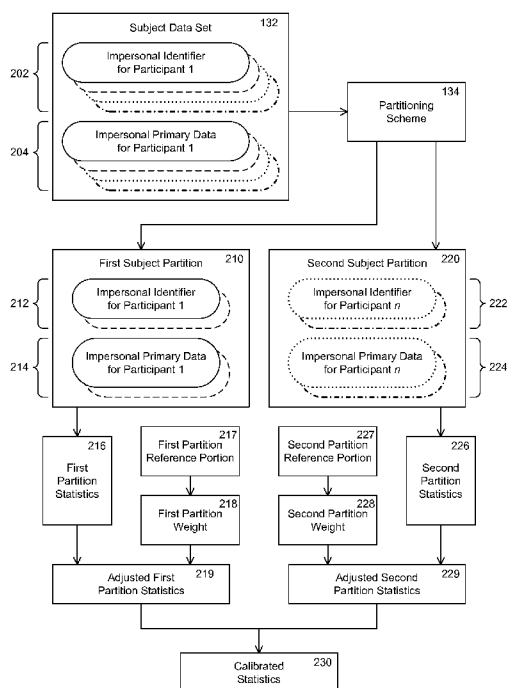 Subject Data Set
132
202
Impersonal Identifier
for Participant 1
204
Impersonal Primary Data
for Participant 1
134
Partitioning
Scheme
First Subject Partition
210
212
Impersonal Identifier
for Participant 1
214
Impersonal Primary Data
for Participant 1
Second Subject Partition
220
Impersonal Identifier
for Participant n
222
Impersonal Primary Data
for Participant n
224
216
First
Partition
Statistics
217
First Partition
Reference Portion
218
First Partition
Weight
227
Second Partition
Reference Portion
228
Second Partition
Weight
226
Second
Partition
Statistics
Adjusted First
Partition Statistics
219
Adjusted Second
Partition Statistics
229
Calibrated
Statistics
230